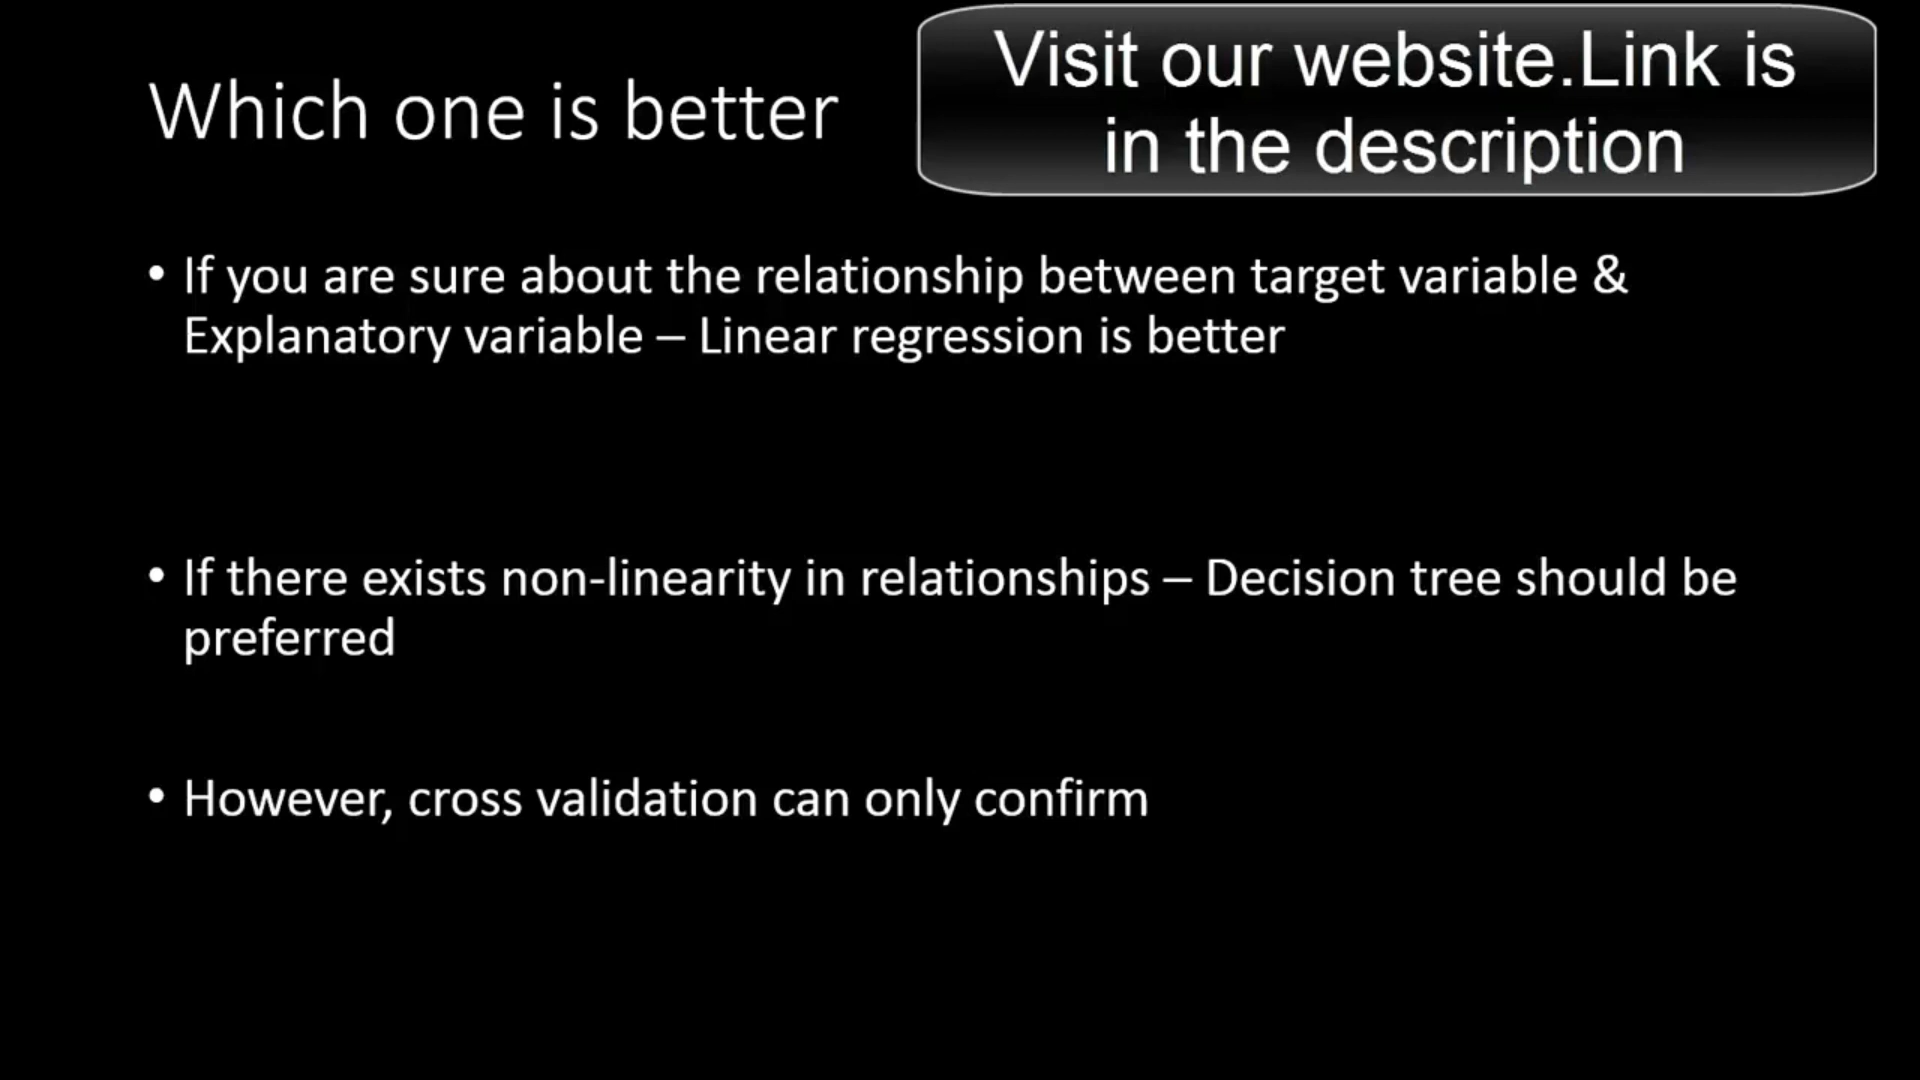 Which one is better
Visit our website.Link is
in the description
• If you are sure about the relationship between target variable &
Explanatory variable – Linear regression is better
• If there exists non-linearity in relationships – Decision tree should be
preferred
• However, cross validation can only confirm